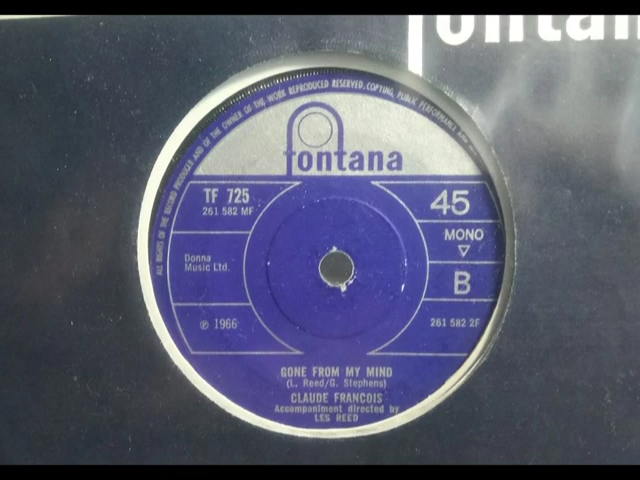 fontana
ALL RIGHTS OF THE RECORD PRODUCER AND OF THE OWNER OF THE WORK REPRODUCED RESERVED. COPYING, PUBLIC PERFORMANCE AND
fontana
TF 725
261 582 MF
45
MONO
B
Donna
Music Ltd.
℗ 1966
261 582 2F
GONE FROM MY MIND
(L. Reed/G. Stephens)
CLAUDE FRANCOIS
Accompaniment directed by
LES REED